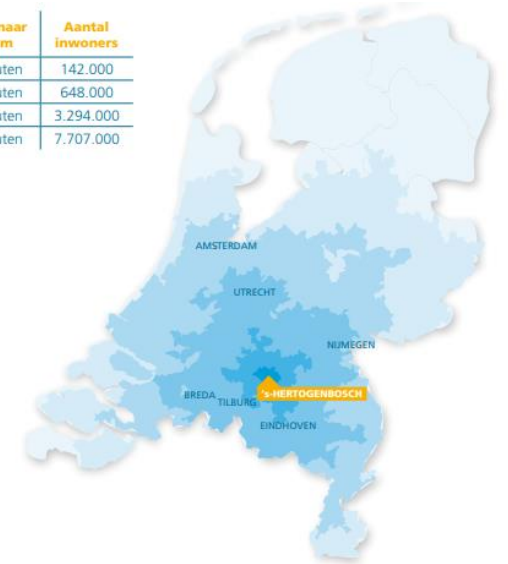 naar Aantal
m inwoners
uten 142.000
uten 648.000
uten 3.294.000
uten 7.707.000
AMSTERDAM
UTRECHT
NIJMEGEN
BREDA
TILBURG
's-HERTOGENBOSCH
EINDHOVEN